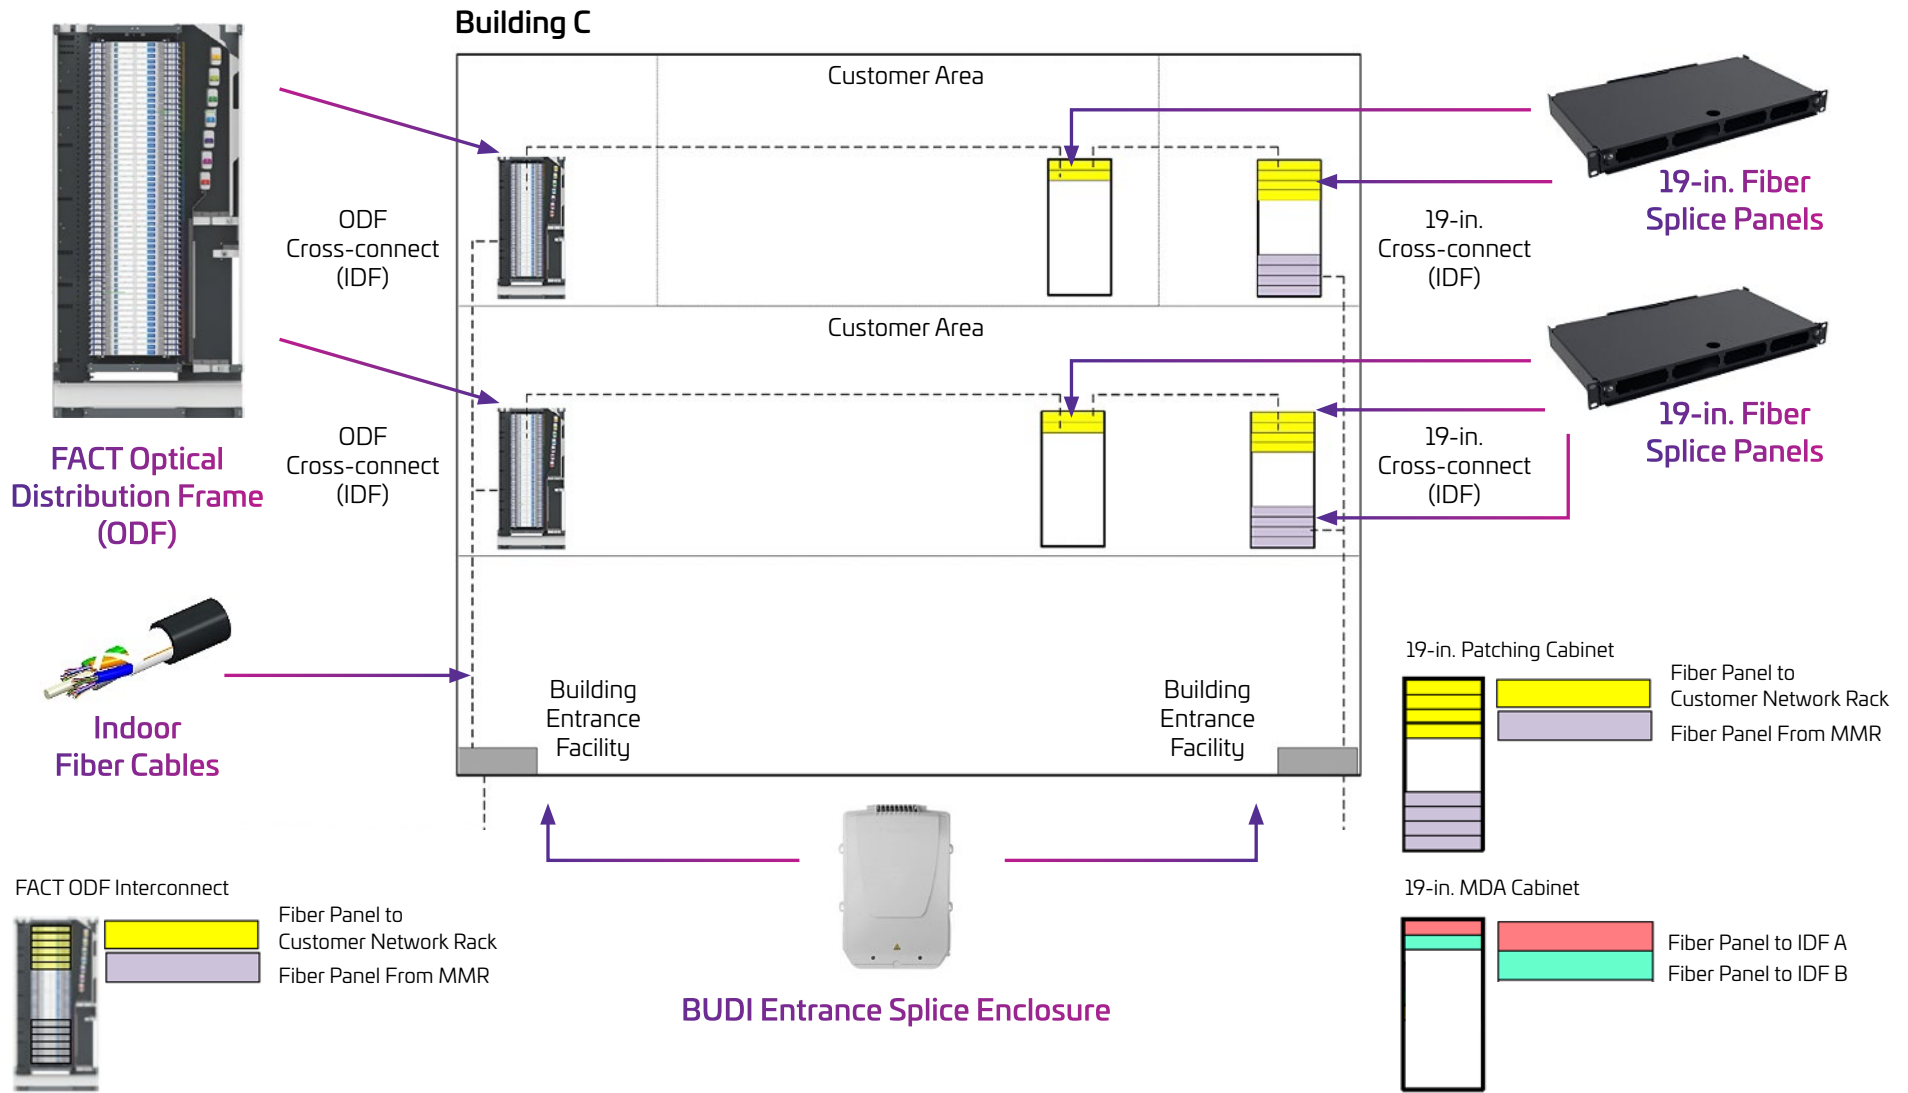 Building C
Customer Area
ODF
Cross-connect
(IDF)
19-in.
Cross-connect
(IDF)
19-in. Fiber
Splice Panels
Customer Area
FACT Optical
Distribution Frame
(ODF)
ODF
Cross-connect
(IDF)
19-in.
Cross-connect
(IDF)
19-in. Fiber
Splice Panels
Indoor
Fiber Cables
Building
Entrance
Facility
Building
Entrance
Facility
19-in. Patching Cabinet
Fiber Panel to
Customer Network Rack
Fiber Panel From MMR
FACT ODF Interconnect
Fiber Panel to
Customer Network Rack
Fiber Panel From MMR
BUDI Entrance Splice Enclosure
19-in. MDA Cabinet
Fiber Panel to IDF A
Fiber Panel to IDF B